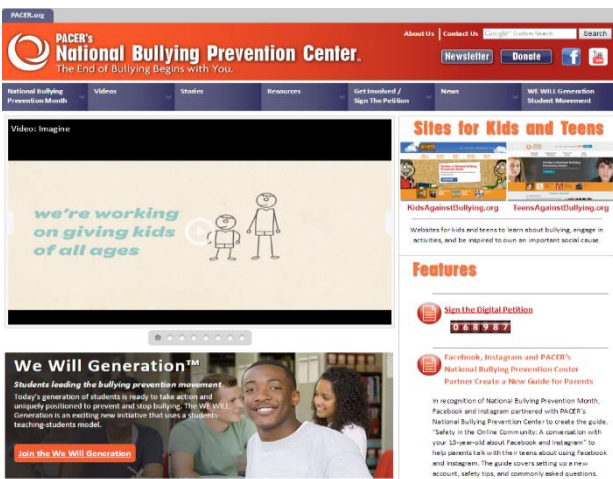 PACER.org
About Us | Contact Us
Google™ Custom Search
Search
PACER's
National Bullying Prevention Center®
The End of Bullying Begins with You.
Newsletter
Donate
National Bullying
Prevention Month
Videos
Stories
Resources
Get Involved /
Sign The Petition
News
WE WILL Generation
Student Movement
Video: Imagine
we're working
on giving kids
of all ages
We Will Generation™
Students leading the bullying prevention movement
Today's generation of students is ready to take action and
uniquely positioned to prevent and stop bullying. The WE WILL
Generation is an exciting new initiative that uses a students-
teaching-students model.
Join the We Will Generation
Sites for Kids and Teens
KidsAgainstBullying.org
TeensAgainstBullying.org
Websites for kids and teens to learn about bullying, engage in
activities, and be inspired to own an important social cause.
Features
Sign the Digital Petition
068987
Facebook, Instagram and PACER's
National Bullying Prevention Center
Partner Create a New Guide for Parents
In recognition of National Bullying Prevention Month,
Facebook and Instagram partnered with PACER's
National Bullying Prevention Center to create the guide,
"Safety in the Online Community: A conversation with
your 13-year-old about Facebook and Instagram" to
help parents talk with their teens about using Facebook
and Instagram. The guide covers setting up a new
account, safety tips, and commonly asked questions.